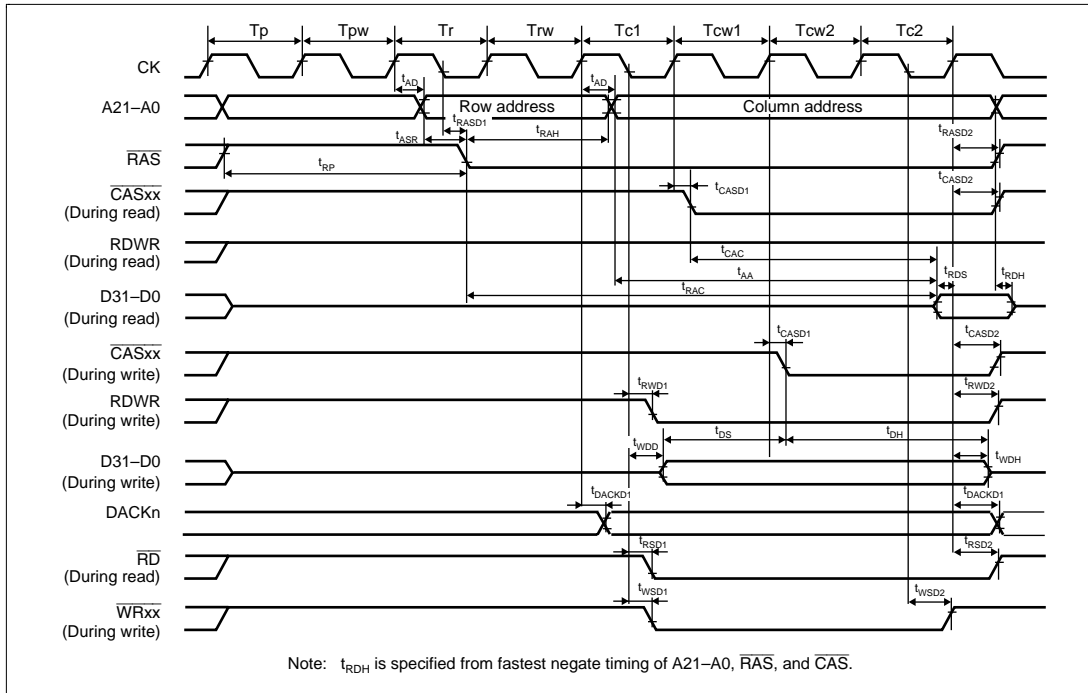 Tp Tpw Tr Trw Tc1 Tcw1 Tcw2 Tc2
CK
tAD tAD
A21–A0 Row address Column address
tRASD1
tASR tRAH tRASD2
RAS
tRP
tCASD2
CASxx tCASD1
(During read)
RDWR
(During read) tCAC
tAA tRDS tRDH
D31–D0 tRAC
(During read)
tCASD1 tCASD2
CASxx
(During write)
RDWR tRWD1 tRWD2
(During write)
tDS tDH
D31–D0 tWDD tWDH
(During write)
tDACKD1 tDACKD1
DACKn
RD tRSD1 tRSD2
(During read)
WRxx tWSD1 tWSD2
(During write)
Note: tRDH is specified from fastest negate timing of A21–A0, RAS, and CAS.